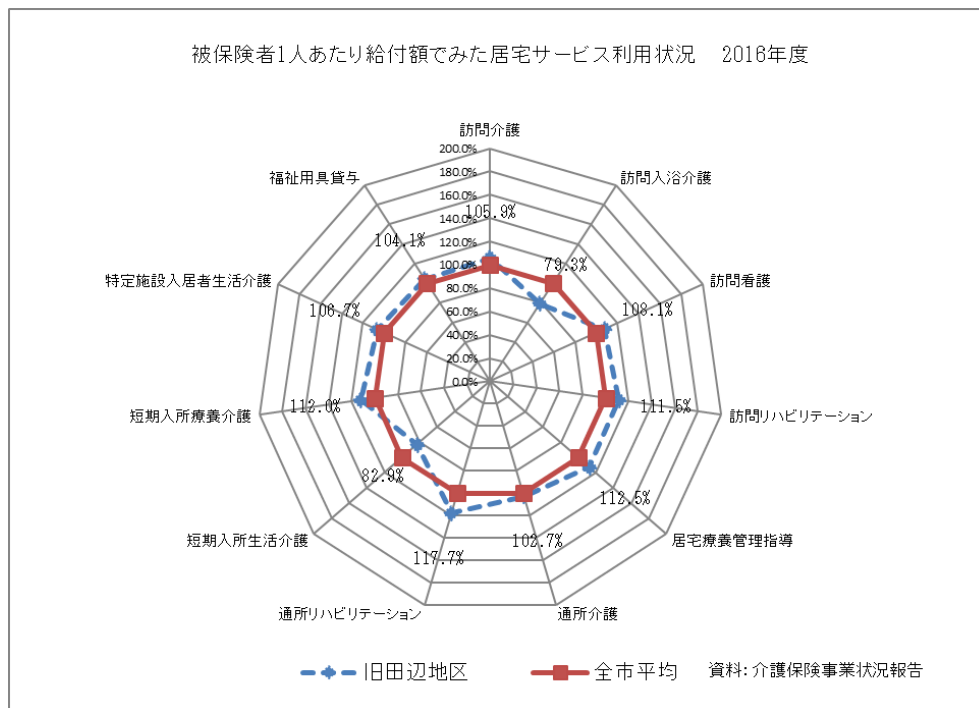 被保険者1人あたり給付額でみた居宅サービス利用状況　2016年度
訪問介護
200.0%
180.0%
160.0%
140.0%
120.0%
100.0%
80.0%
60.0%
40.0%
20.0%
0.0%
105.9%
訪問入浴介護
79.3%
訪問看護
108.1%
訪問リハビリテーション
111.5%
居宅療養管理指導
112.5%
通所介護
102.7%
通所リハビリテーション
117.7%
短期入所生活介護
82.9%
短期入所療養介護
112.0%
特定施設入居者生活介護
106.7%
福祉用具貸与
104.1%
旧田辺地区
全市平均
資料：介護保険事業状況報告